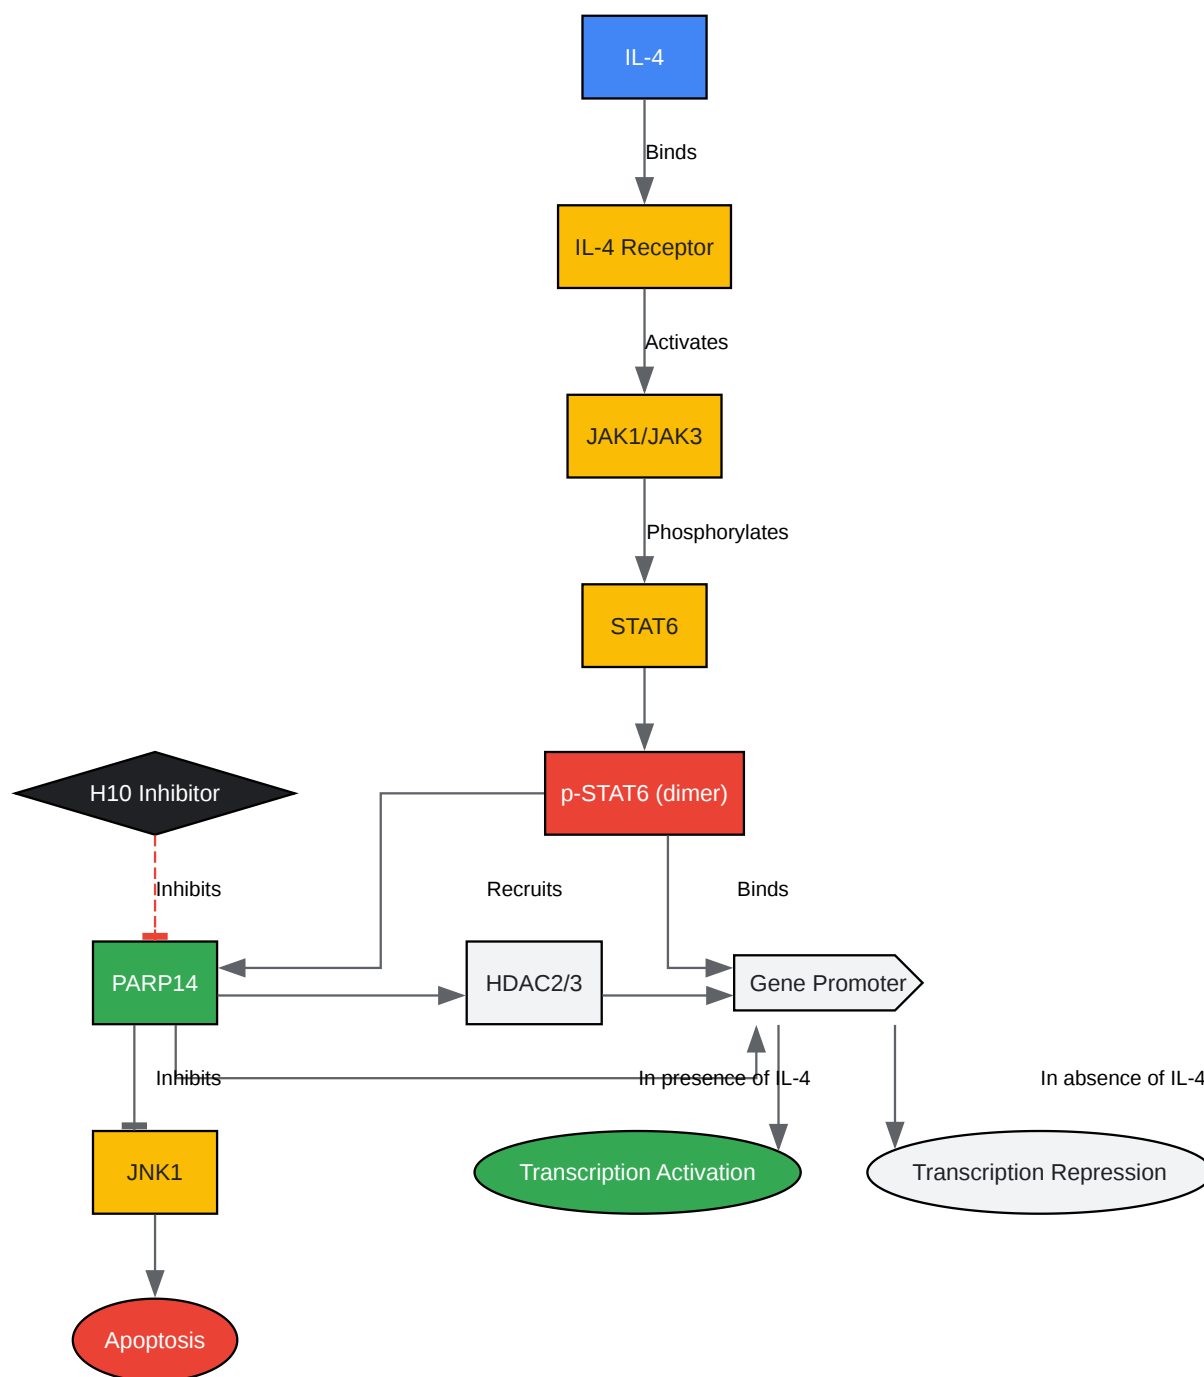 IL-4
Binds
IL-4 Receptor
Activates
JAK1/JAK3
Phosphorylates
STAT6
H10 Inhibitor
p-STAT6 (dimer)
Inhibits
Recruits
Binds
PARP14
HDAC2/3
Gene Promoter
Inhibits
In presence of IL-4
In absence of IL-4
JNK1
Transcription Activation
Transcription Repression
Apoptosis